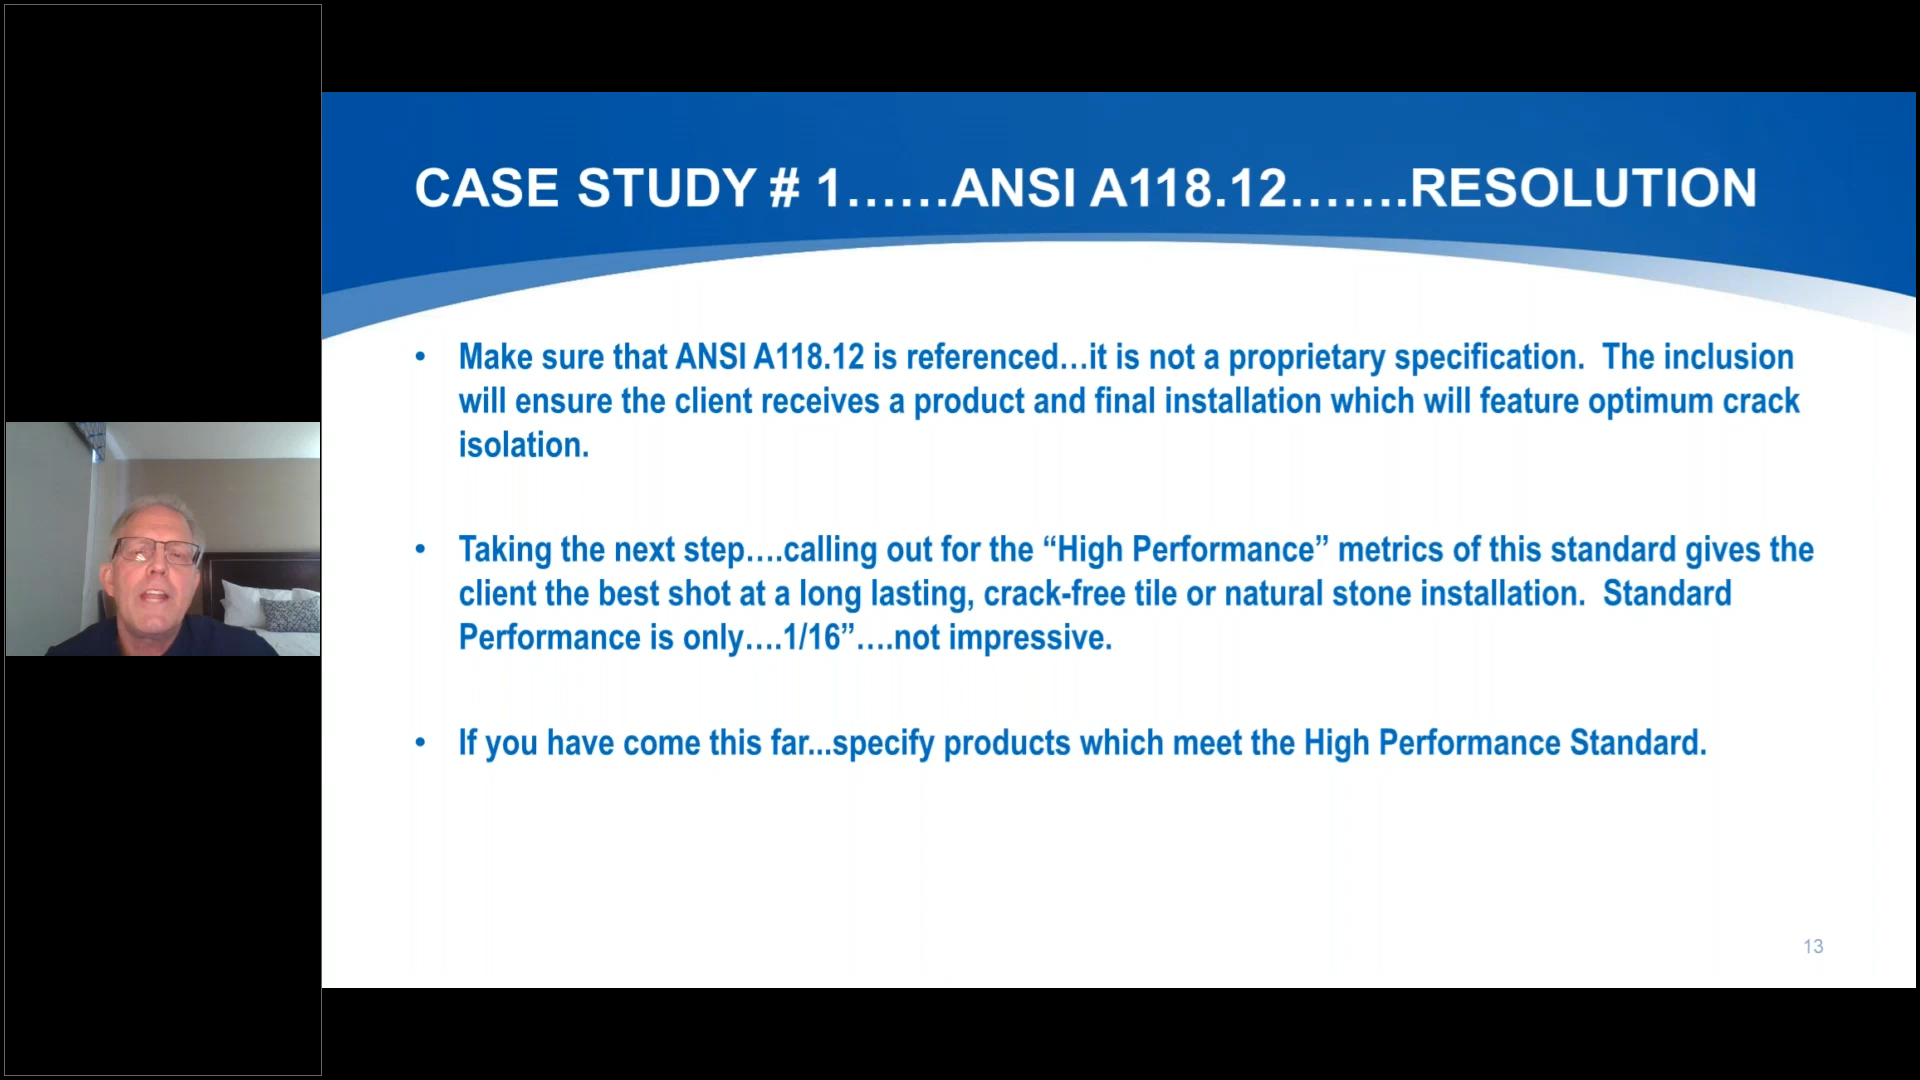 CASE STUDY # 1……ANSI A118.12…….RESOLUTION
• Make sure that ANSI A118.12 is referenced…it is not a proprietary specification.  The inclusion
will ensure the client receives a product and final installation which will feature optimum crack
isolation.
• Taking the next step….calling out for the “High Performance” metrics of this standard gives the
client the best shot at a long lasting, crack-free tile or natural stone installation.  Standard
Performance is only….1/16”….not impressive.
• If you have come this far...specify products which meet the High Performance Standard.
13